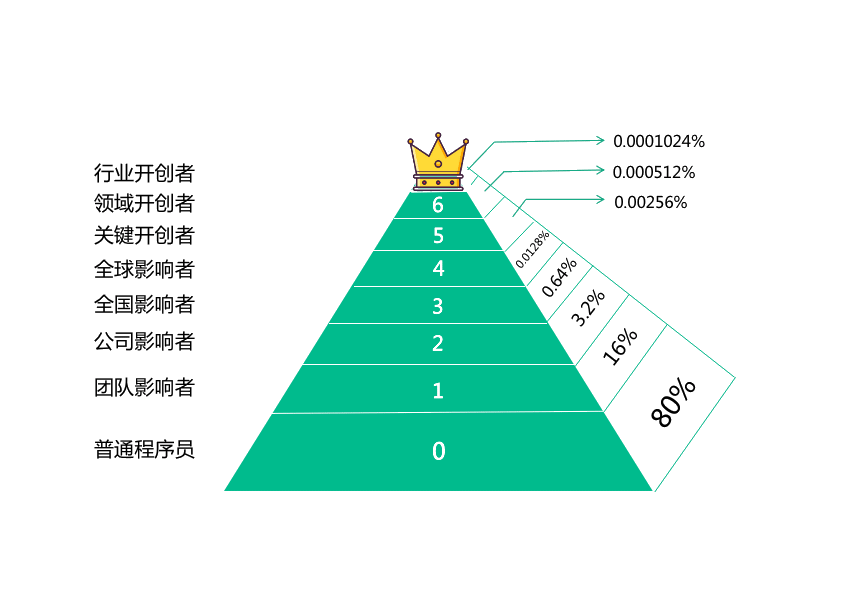 行业开创者
0.0001024%
领域开创者
6
0.000512%
关键开创者
5
0.00256%
全球影响者
4
0.0128%
全国影响者
3
0.64%
公司影响者
2
3.2%
团队影响者
1
16%
普通程序员
0
80%